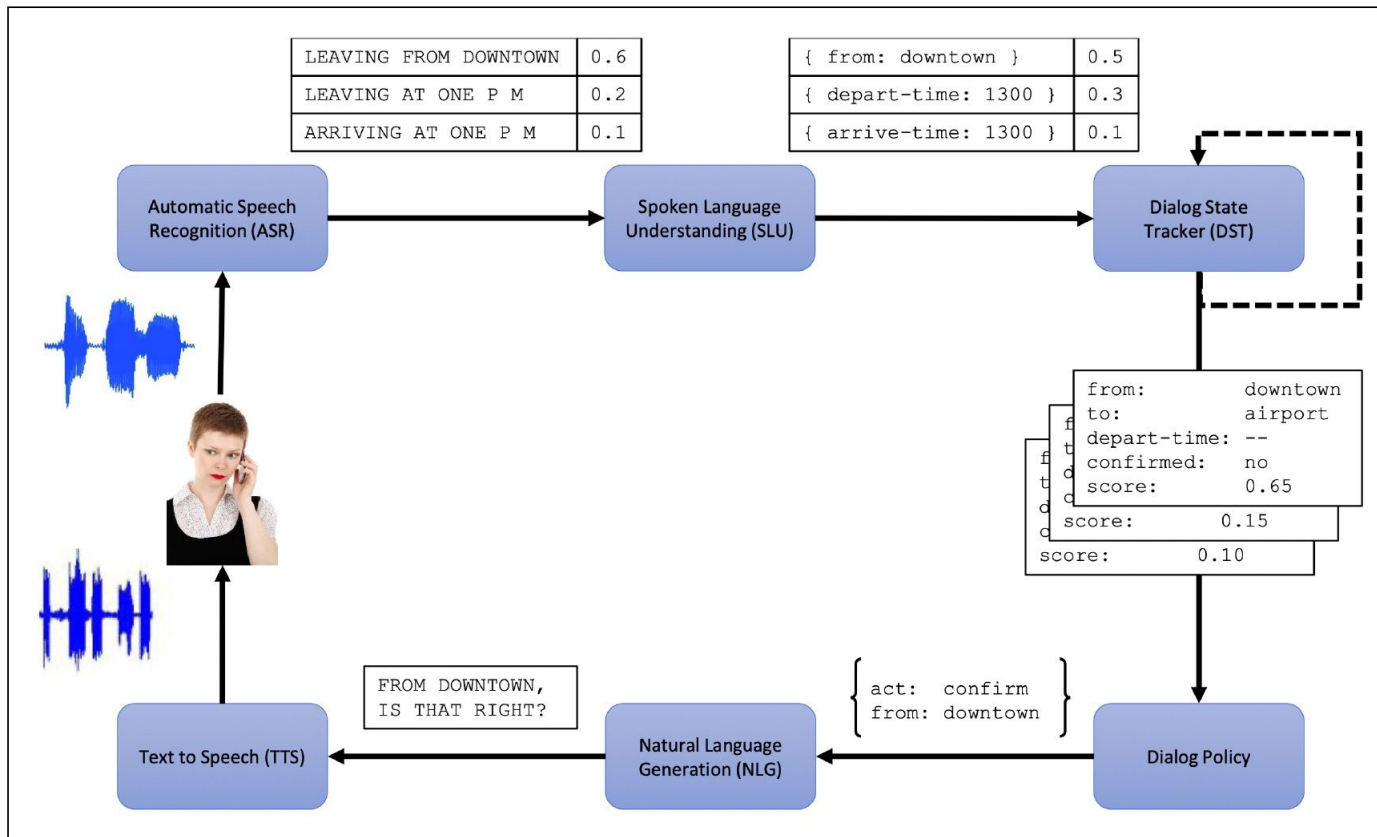 LEAVING FROM DOWNTOWN 0.6
LEAVING AT ONE P M 0.2
ARRIVING AT ONE P M 0.1
{ from: downtown } 0.5
{ depart-time: 1300 } 0.3
{ arrive-time: 1300 } 0.1
Automatic Speech
Recognition (ASR)
Spoken Language
Understanding (SLU)
Dialog State
Tracker (DST)
from: downtown
to: airport
depart-time: --
confirmed: no
score: 0.65
f
t
d
c
score: 0.15
f
t
d
c
score: 0.10
act: confirm
from: downtown
FROM DOWNTOWN,
IS THAT RIGHT?
Text to Speech (TTS)
Natural Language
Generation (NLG)
Dialog Policy